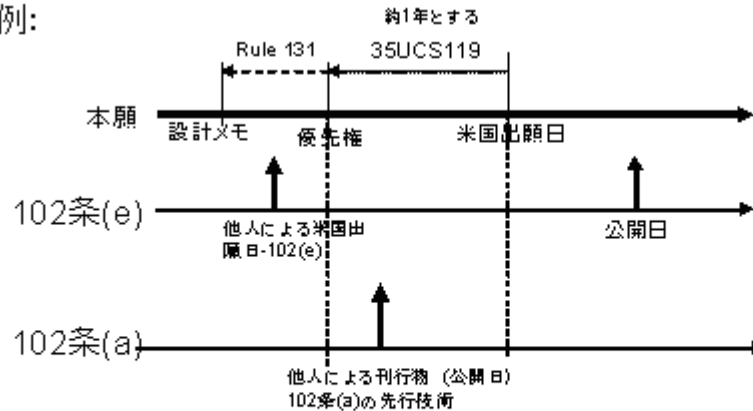 例:
約1年とする
Rule 131
35UCS119
本願
設計メモ
優先権
米国出願日
102条(e)
他人による米国出
願日-102(e)
公開日
102条(a)
他人による刊行物 (公開日)
102条(a)の先行技術